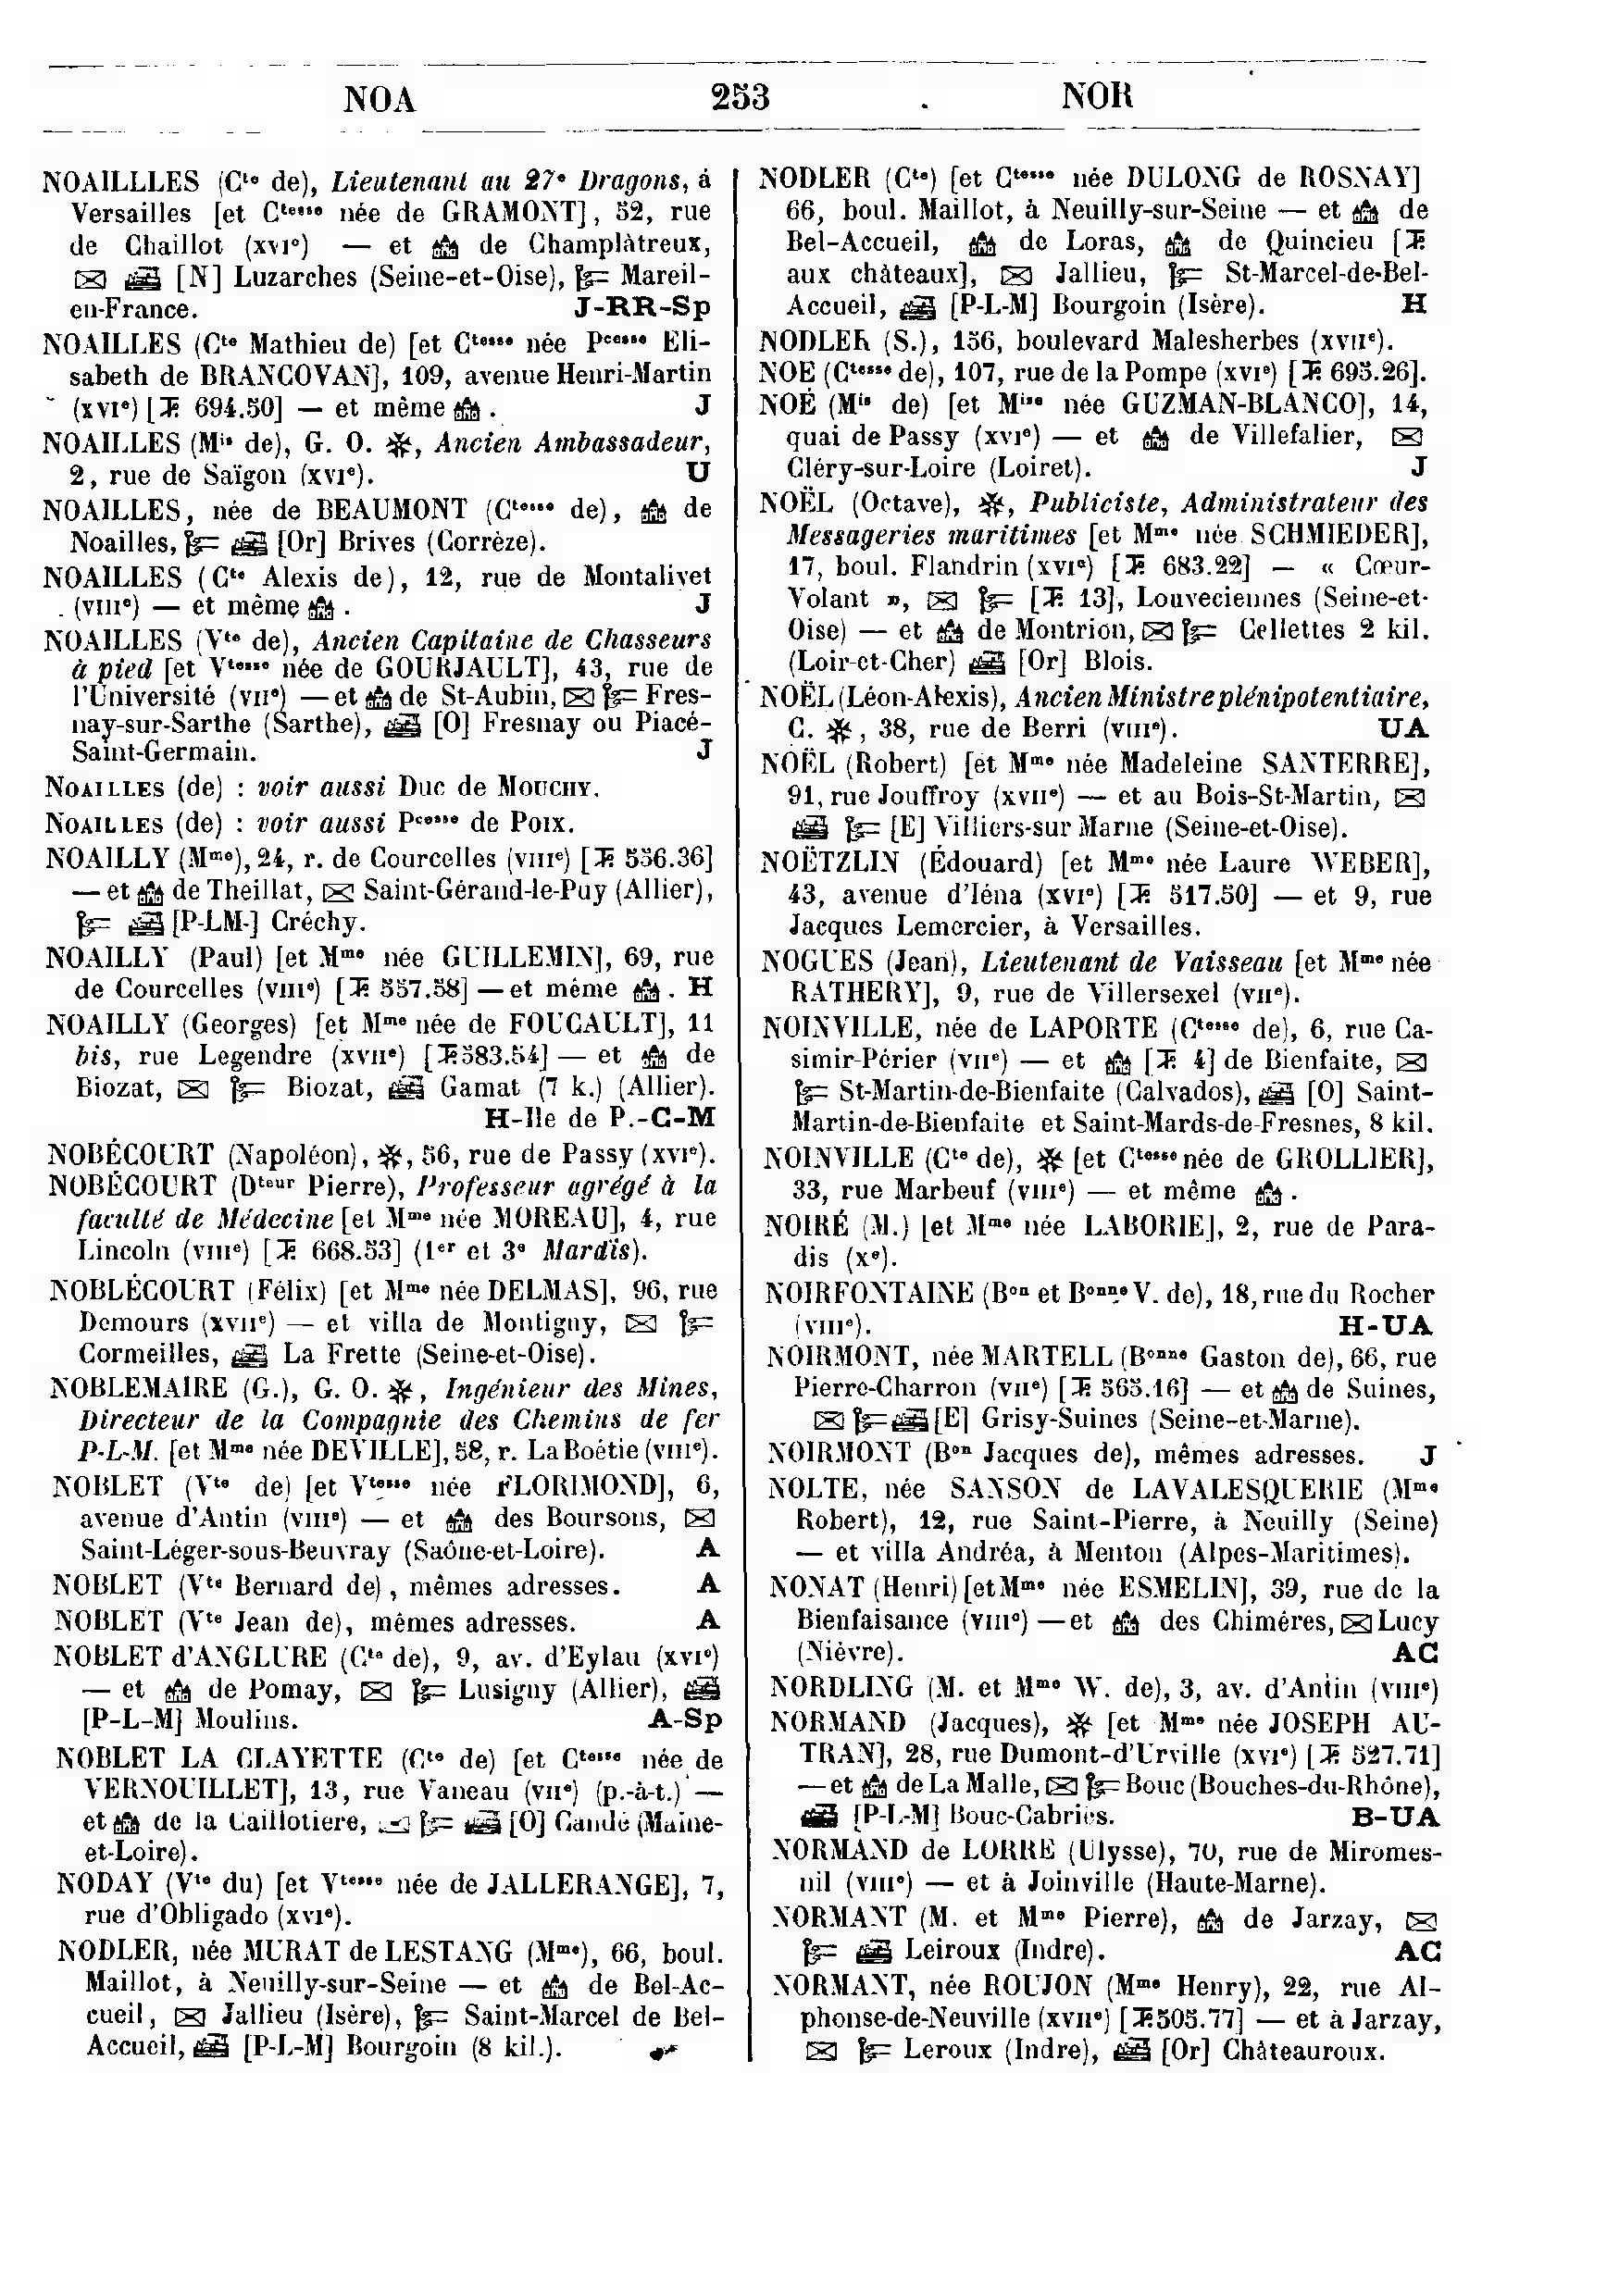 NOA 253 NOR
NOAILLLES (Cte de), Lieutenant au 27e Dragons, à
Versailles [et Ctesse née de GRAMONT], 52, rue
de Chaillot (XVIe) — et de Champlâtreux,
[N] Luzarches (Seine-et-Oise), Mareil-
en-France. J-RR-Sp
NOAILLES (Cte Mathieu de) [et Ctesse née Pcesse Eli-
sabeth de BRANCOVAN], 109, avenue Henri-Martin
(XVIe) [T. 694.50] — et même . J
NOAILLES (Mis de), G. O. ✻, Ancien Ambassadeur,
2, rue de Saïgon (XVIe). U
NOAILLES, née de BEAUMONT (Ctesse de), de
Noailles, [Or] Brives (Corrèze).
NOAILLES (Cte Alexis de), 12, rue de Montalivet
(VIIIe) — et même . J
NOAILLES (Vte de), Ancien Capitaine de Chasseurs
à pied [et Vtesse née de GOURJAULT], 43, rue de
l'Université (VIIe) — et de St-Aubin, Fres-
nay-sur-Sarthe (Sarthe), [O] Fresnay ou Piacé-
Saint-Germain. J
NOAILLES (de) : voir aussi Duc de MOUCHY.
NOAILLES (de) : voir aussi Pcesse de POIX.
NOAILLY (Mme), 24, r. de Courcelles (VIIIe) [T. 556.36]
— et de Theillat, Saint-Gérand-le-Puy (Allier),
[P-LM-] Créchy.
NOAILLY (Paul) [et Mme née GUILLEMIN], 69, rue
de Courcelles (VIIIe) [T. 557.58] — et même . H
NOAILLY (Georges) [et Mme née de FOUCAULT], 11
bis, rue Legendre (XVIIe) [T. 583.54] — et de
Biozat, Biozat, Gamat (7 k.) (Allier).
H-Ile de P.-C-M
NOBÉCOURT (Napoléon), ✻, 56, rue de Passy (XVIe).
NOBÉCOURT (Dteur Pierre), Professeur agrégé à la
faculté de Médecine [et Mme née MOREAU], 4, rue
Lincoln (VIIIe) [T. 668.53] (1er et 3e Mardis).
NOBLÉCOURT (Félix) [et Mme née DELMAS], 96, rue
Demours (XVIIe) — et villa de Montigny,
Cormeilles, La Frette (Seine-et-Oise).
NOBLEMAIRE (G.), G. O. ✻, Ingénieur des Mines,
Directeur de la Compagnie des Chemins de fer
P-L-M. [et Mme née DEVILLE], 58, r. La Boétie (VIIIe).
NOBLET (Vte de) [et Vtesse née FLORIMOND], 6,
avenue d'Antin (VIIIe) — et des Boursons,
Saint-Léger-sous-Beuvray (Saône-et-Loire). A
NOBLET (Vte Bernard de), mêmes adresses. A
NOBLET (Vte Jean de), mêmes adresses. A
NOBLET d'ANGLURE (Cte de), 9, av. d'Eylau (XVIe)
— et de Pomay, Lusigny (Allier),
[P-L-M] Moulins. A-Sp
NOBLET LA CLAYETTE (Cte de) [et Ctesse née de
VERNOUILLET], 13, rue Vaneau (VIIe) (p.-à-t.) —
et de la Caillotiere, [O] Candé (Maine-
et-Loire).
NODAY (Vte du) [et Vtesse née de JALLERANGE], 7,
rue d'Obligado (XVIe).
NODLER, née MURAT de LESTANG (Mme), 66, boul.
Maillot, à Neuilly-sur-Seine — et de Bel-Ac-
cueil, Jallieu (Isère), Saint-Marcel de Bel-
Accueil, [P-L-M] Bourgoin (8 kil.).
NODLER (Cte) [et Ctesse née DULONG de ROSNAY]
66, boul. Maillot, à Neuilly-sur-Seine — et de
Bel-Accueil, de Loras, de Quincieu [T.
aux châteaux], Jallieu, St-Marcel-de-Bel-
Accueil, [P-L-M] Bourgoin (Isère). H
NODLER (S.), 156, boulevard Malesherbes (XVIIe).
NOE (Ctesse de), 107, rue de la Pompe (XVIe) [T. 695.26].
NOÉ (Mis de) [et Mise née GUZMAN-BLANCO], 14,
quai de Passy (XVIe) — et de Villefalier,
Cléry-sur-Loire (Loiret). J
NOËL (Octave), ✻, Publiciste, Administrateur des
Messageries maritimes [et Mme née SCHMIEDER],
17, boul. Flandrin (XVIe) [T. 683.22] — « Cœur-
Volant », [T. 13], Louveciennes (Seine-et-
Oise) — et de Montrion, Cellettes 2 kil.
(Loir-et-Cher) [Or] Blois.
NOËL (Léon-Alexis), Ancien Ministre plénipotentiaire,
C. ✻, 38, rue de Berri (VIIIe). UA
NOËL (Robert) [et Mme née Madeleine SANTERRE],
91, rue Jouffroy (XVIIe) — et au Bois-St-Martin,
[E] Villiers-sur Marne (Seine-et-Oise).
NOËTZLIN (Édouard) [et Mme née Laure WEBER],
43, avenue d'Iéna (XVIe) [T. 517.50] — et 9, rue
Jacques Lemercier, à Versailles.
NOGUES (Jean), Lieutenant de Vaisseau [et Mme née
RATHERY], 9, rue de Villersexel (VIIe).
NOINVILLE, née de LAPORTE (Ctesse de), 6, rue Ca-
simir-Périer (VIIe) — et [T. 4] de Bienfaite,
St-Martin-de-Bienfaite (Calvados), [O] Saint-
Martin-de-Bienfaite et Saint-Mards-de-Fresnes, 8 kil.
NOINVILLE (Cte de), ✻ [et Ctesse née de GROLLIER],
33, rue Marbeuf (VIIIe) — et même .
NOIRÉ (M.) [et Mme née LABORIE], 2, rue de Para-
dis (Xe).
NOIRFONTAINE (Bon et Bonne V. de), 18, rue du Rocher
(VIIIe). H-UA
NOIRMONT, née MARTELL (Bonne Gaston de), 66, rue
Pierre-Charron (VIIe) [T. 565.16] — et de Suines,
[E] Grisy-Suines (Seine-et-Marne).
NOIRMONT (Bon Jacques de), mêmes adresses. J
NOLTE, née SANSON de LAVALESQUERIE (Mme
Robert), 12, rue Saint-Pierre, à Neuilly (Seine)
— et villa Andréa, à Menton (Alpes-Maritimes).
NONAT (Henri) [et Mme née ESMELIN], 39, rue de la
Bienfaisance (VIIIe) — et des Chiméres, Lucy
(Nièvre). AC
NORDLING (M. et Mme W. de), 3, av. d'Antin (VIIIe)
NORMAND (Jacques), ✻ [et Mme née JOSEPH AU-
TRAN], 28, rue Dumont-d'Urville (XVIe) [T. 527.71]
— et de La Malle, Bouc (Bouches-du-Rhône),
[P-L-M] Bouc-Cabriès. B-UA
NORMAND de LORRE (Ulysse), 70, rue de Miromes-
nil (VIIIe) — et à Joinville (Haute-Marne).
NORMANT (M. et Mme Pierre), de Jarzay,
Leiroux (Indre). AC
NORMANT, née ROUJON (Mme Henry), 22, rue Al-
phonse-de-Neuville (XVIIe) [T. 505.77] — et à Jarzay,
Leroux (Indre), [Or] Châteauroux.